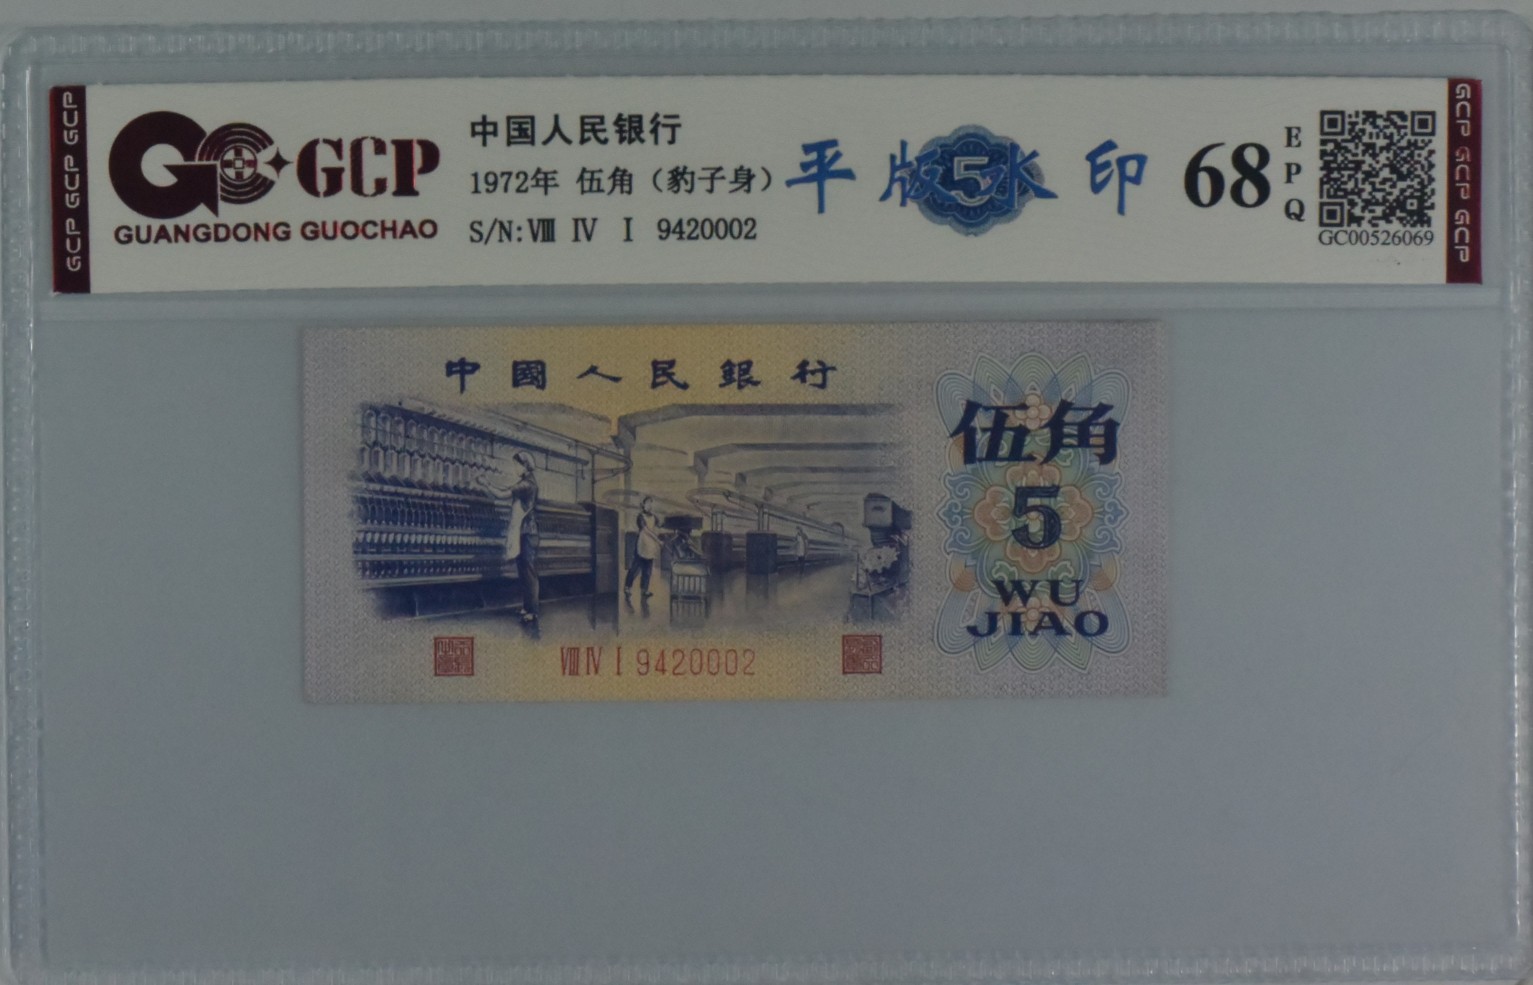 GCP GCP GCP
GCP
GUANGDONG GUOCHAO
中国人民银行
1972年 伍角（豹子身）
S/N: Ⅷ Ⅳ Ⅰ 9420002
平版5水印
68
EPQ
GC00526069
GCP GCP GCP
中國人民銀行
伍角
5
WU
JIAO
Ⅷ Ⅳ Ⅰ 9420002